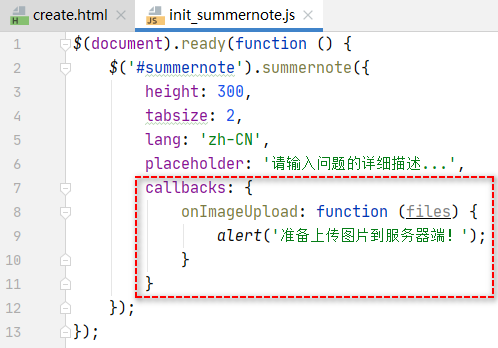 create.html init_summernote.js
1 $(document).ready(function () {
2 $('#summernote').summernote({
3 height: 300,
4 tabsize: 2,
5 lang: 'zh-CN',
6 placeholder: '请输入问题的详细描述...',
7 callbacks: {
8 onImageUpload: function (files) {
9 alert('准备上传图片到服务器端！');
10 }
11 }
12 });
13 });